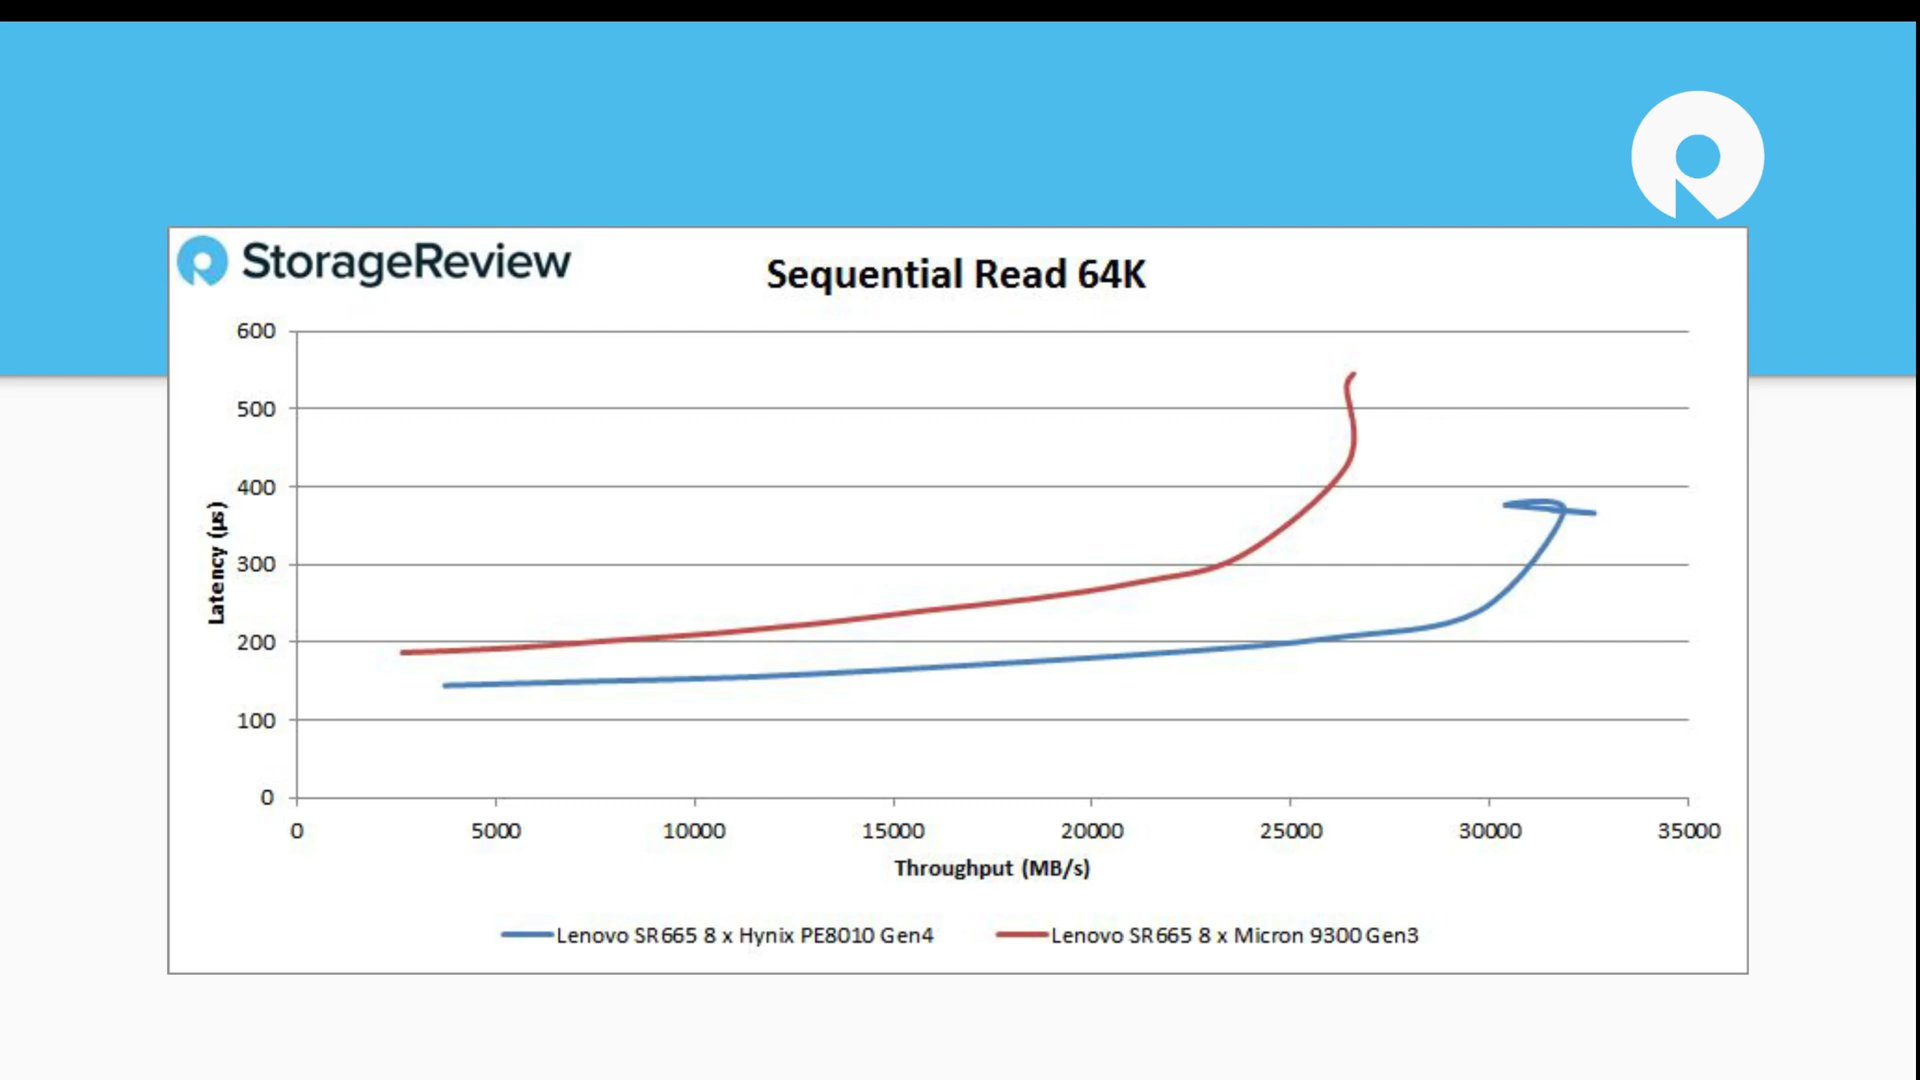 StorageReview
Sequential Read 64K
600
500
400
300
200
100
0
Latency (µs)
0 5000 10000 15000 20000 25000 30000 35000
Throughput (MB/s)
Lenovo SR665 8 x Hynix PE8010 Gen4 Lenovo SR665 8 x Micron 9300 Gen3